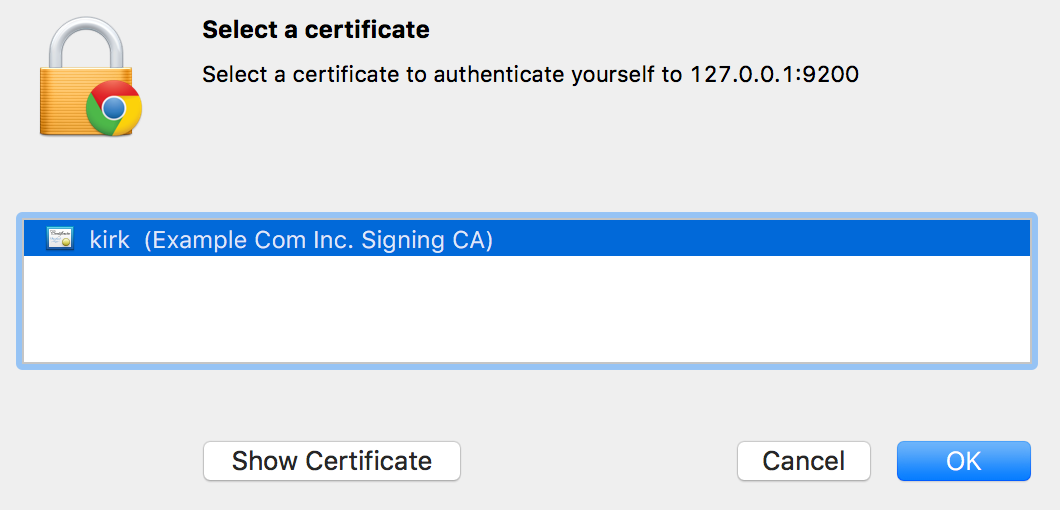 Select a certificate
Select a certificate to authenticate yourself to 127.0.0.1:9200
kirk (Example Com Inc. Signing CA)
Show Certificate
Cancel
OK